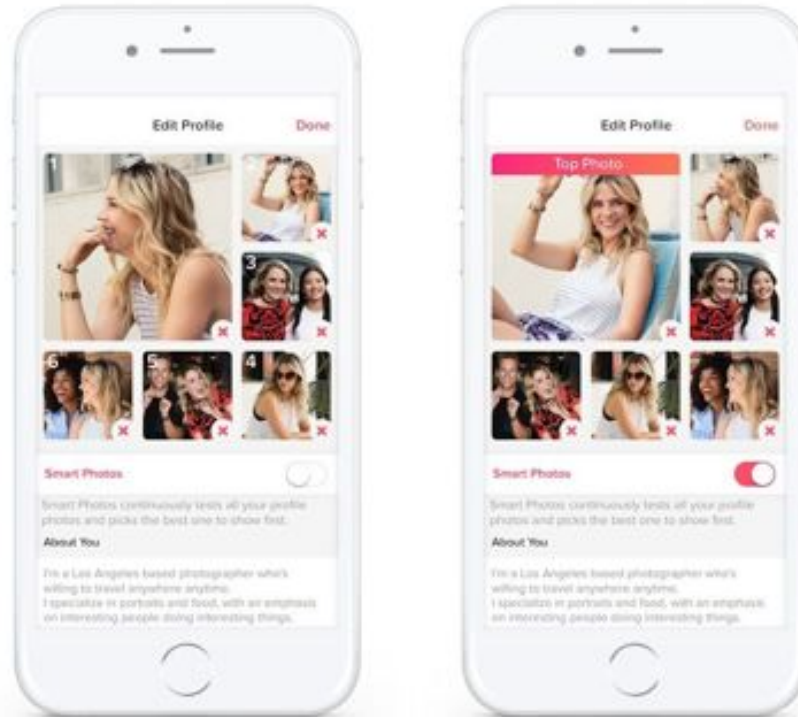 Edit Profile
Done
1
2
3
6
5
4
Smart Photos
Smart Photos continuously tests all your profile
photos and picks the best one to show first.
About You
I'm a Los Angeles based photographer who's
willing to travel anywhere anytime.
I specialize in portraits and food, with an emphasis
on interesting people doing interesting things.
Edit Profile
Done
Top Photo
Smart Photos
Smart Photos continuously tests all your profile
photos and picks the best one to show first.
About You
I'm a Los Angeles based photographer who's
willing to travel anywhere anytime.
I specialize in portraits and food, with an emphasis
on interesting people doing interesting things.